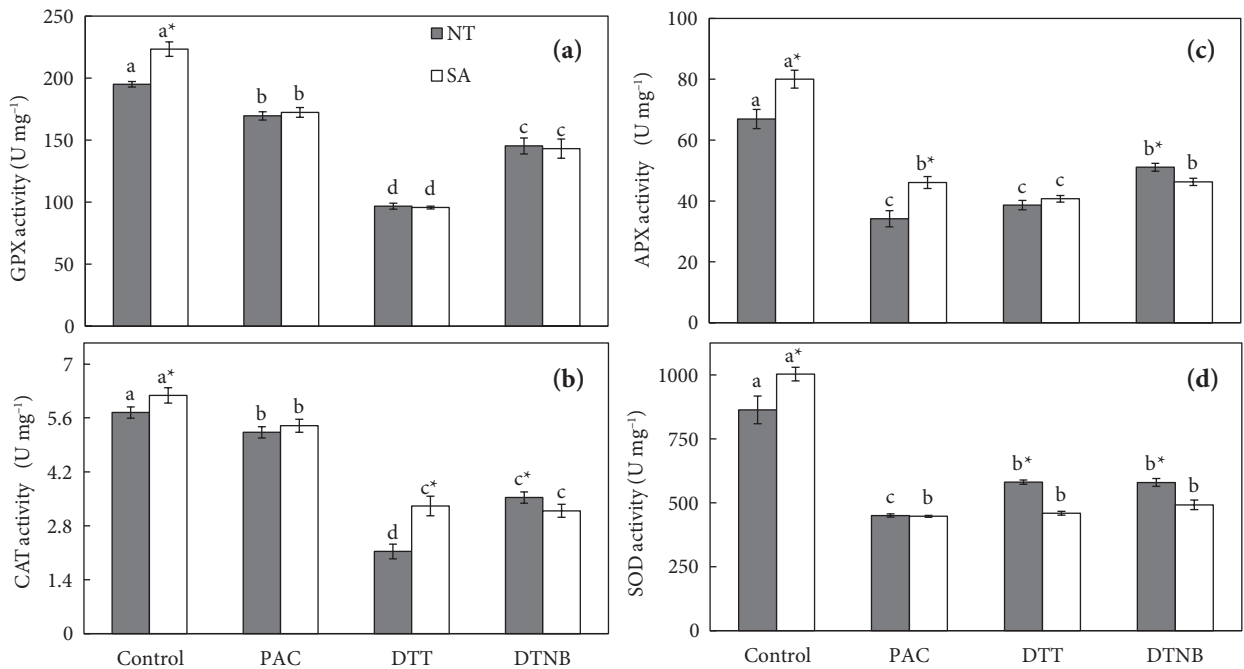 250
200
150
100
50
0
GPX activity (U mg⁻¹)
a
a*
b
b
d
d
c
c
NT
SA
(a)
100
80
60
40
20
0
APX activity (U mg⁻¹)
a
a*
c
b*
c
c
b*
b
(c)
7
5.6
4.2
2.8
1.4
0
CAT activity (U mg⁻¹)
a
a*
b
b
d
c*
c*
c
(b)
Control PAC DTT DTNB
1000
750
500
250
0
SOD activity (U mg⁻¹)
a
a*
c
b
b*
b
b*
b
(d)
Control PAC DTT DTNB